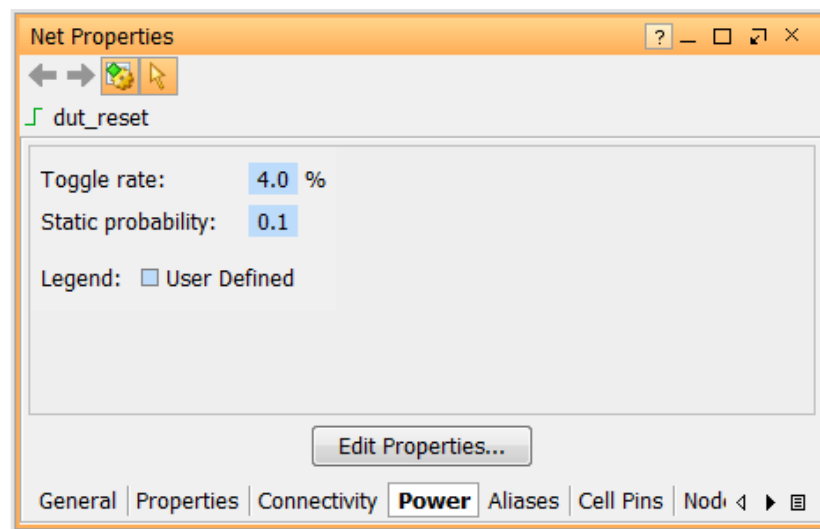 Net Properties ?
dut_reset
Toggle rate: 4.0 %
Static probability: 0.1
Legend: User Defined
Edit Properties...
General Properties Connectivity Power Aliases Cell Pins